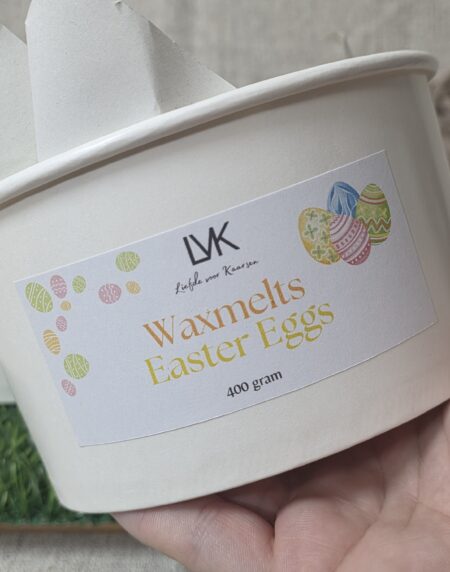 LVK
Liefde voor Kaarsen
Waxmelts
Easter Eggs
400 gram